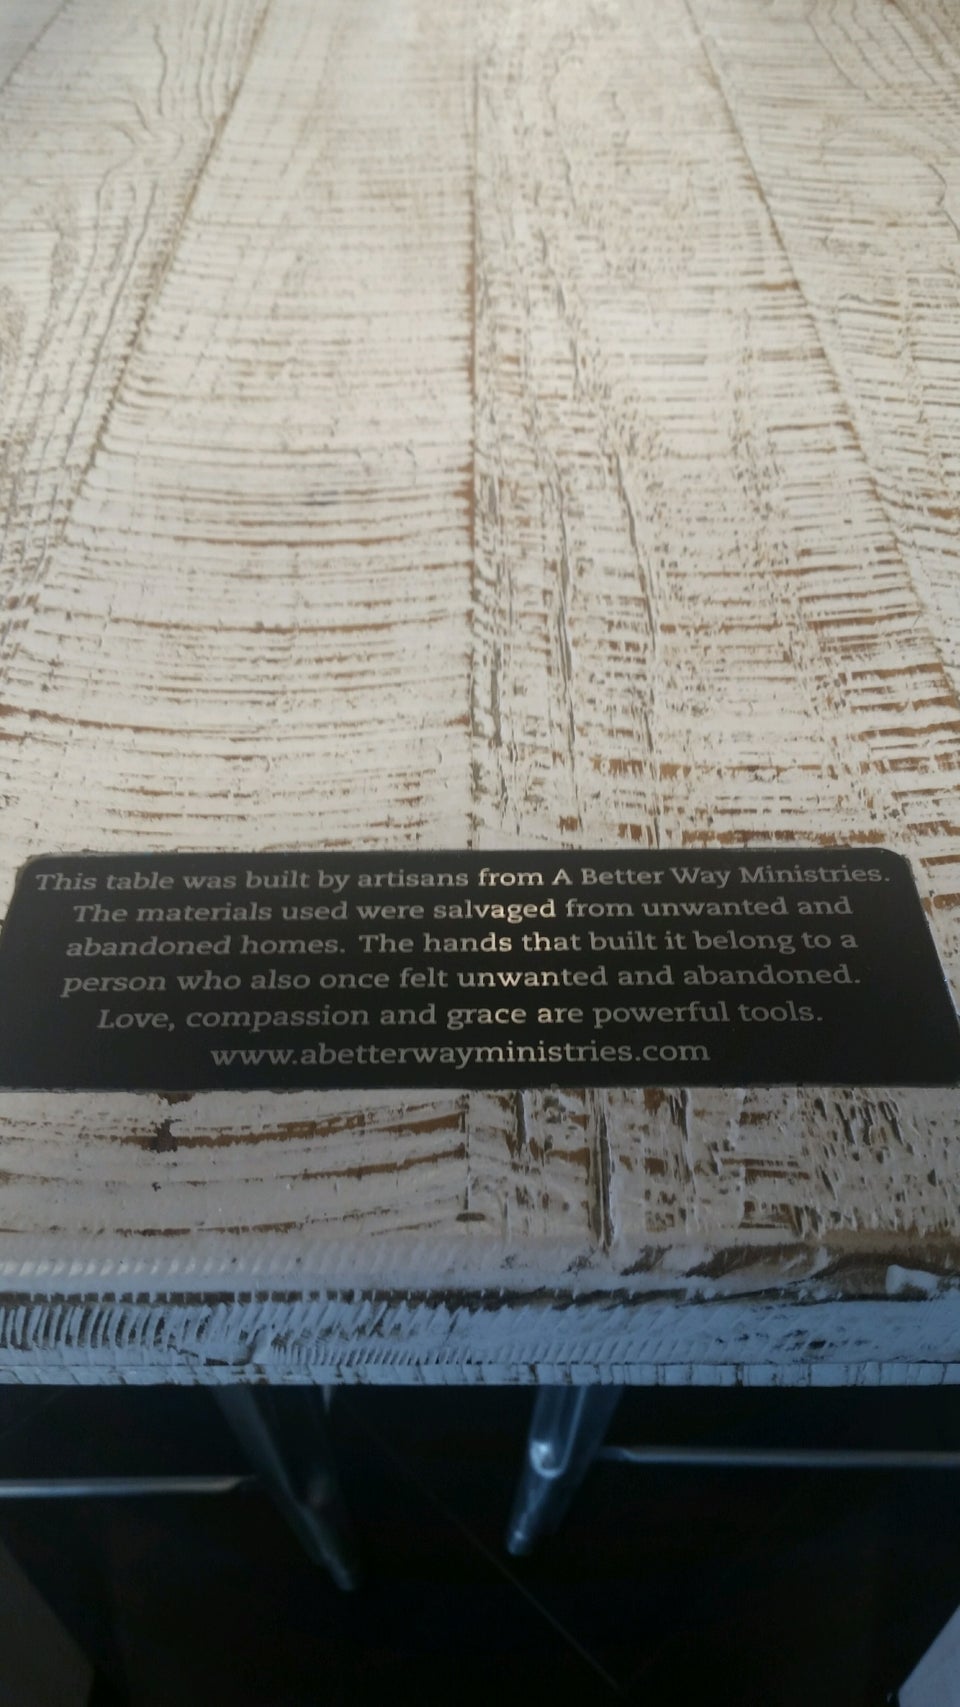 This table was built by artisans from A Better Way Ministries.
The materials used were salvaged from unwanted and
abandoned homes. The hands that built it belong to a
person who also once felt unwanted and abandoned.
Love, compassion and grace are powerful tools.
www.abetterwayministries.com